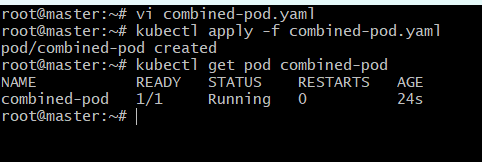 root@master:~# vi combined-pod.yaml
root@master:~# kubectl apply -f combined-pod.yaml
pod/combined-pod created
root@master:~# kubectl get pod combined-pod
NAME           READY   STATUS    RESTARTS   AGE
combined-pod   1/1     Running   0          24s
root@master:~#